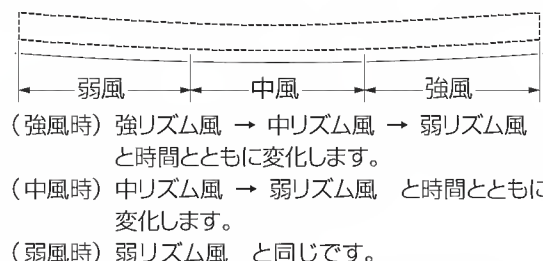 弱風 中風 強風
(強風時) 強リズム風 → 中リズム風 → 弱リズム風
と時間とともに変化します。
(中風時) 中リズム風 → 弱リズム風 と時間とともに
変化します。
(弱風時) 弱リズム風 と同じです。